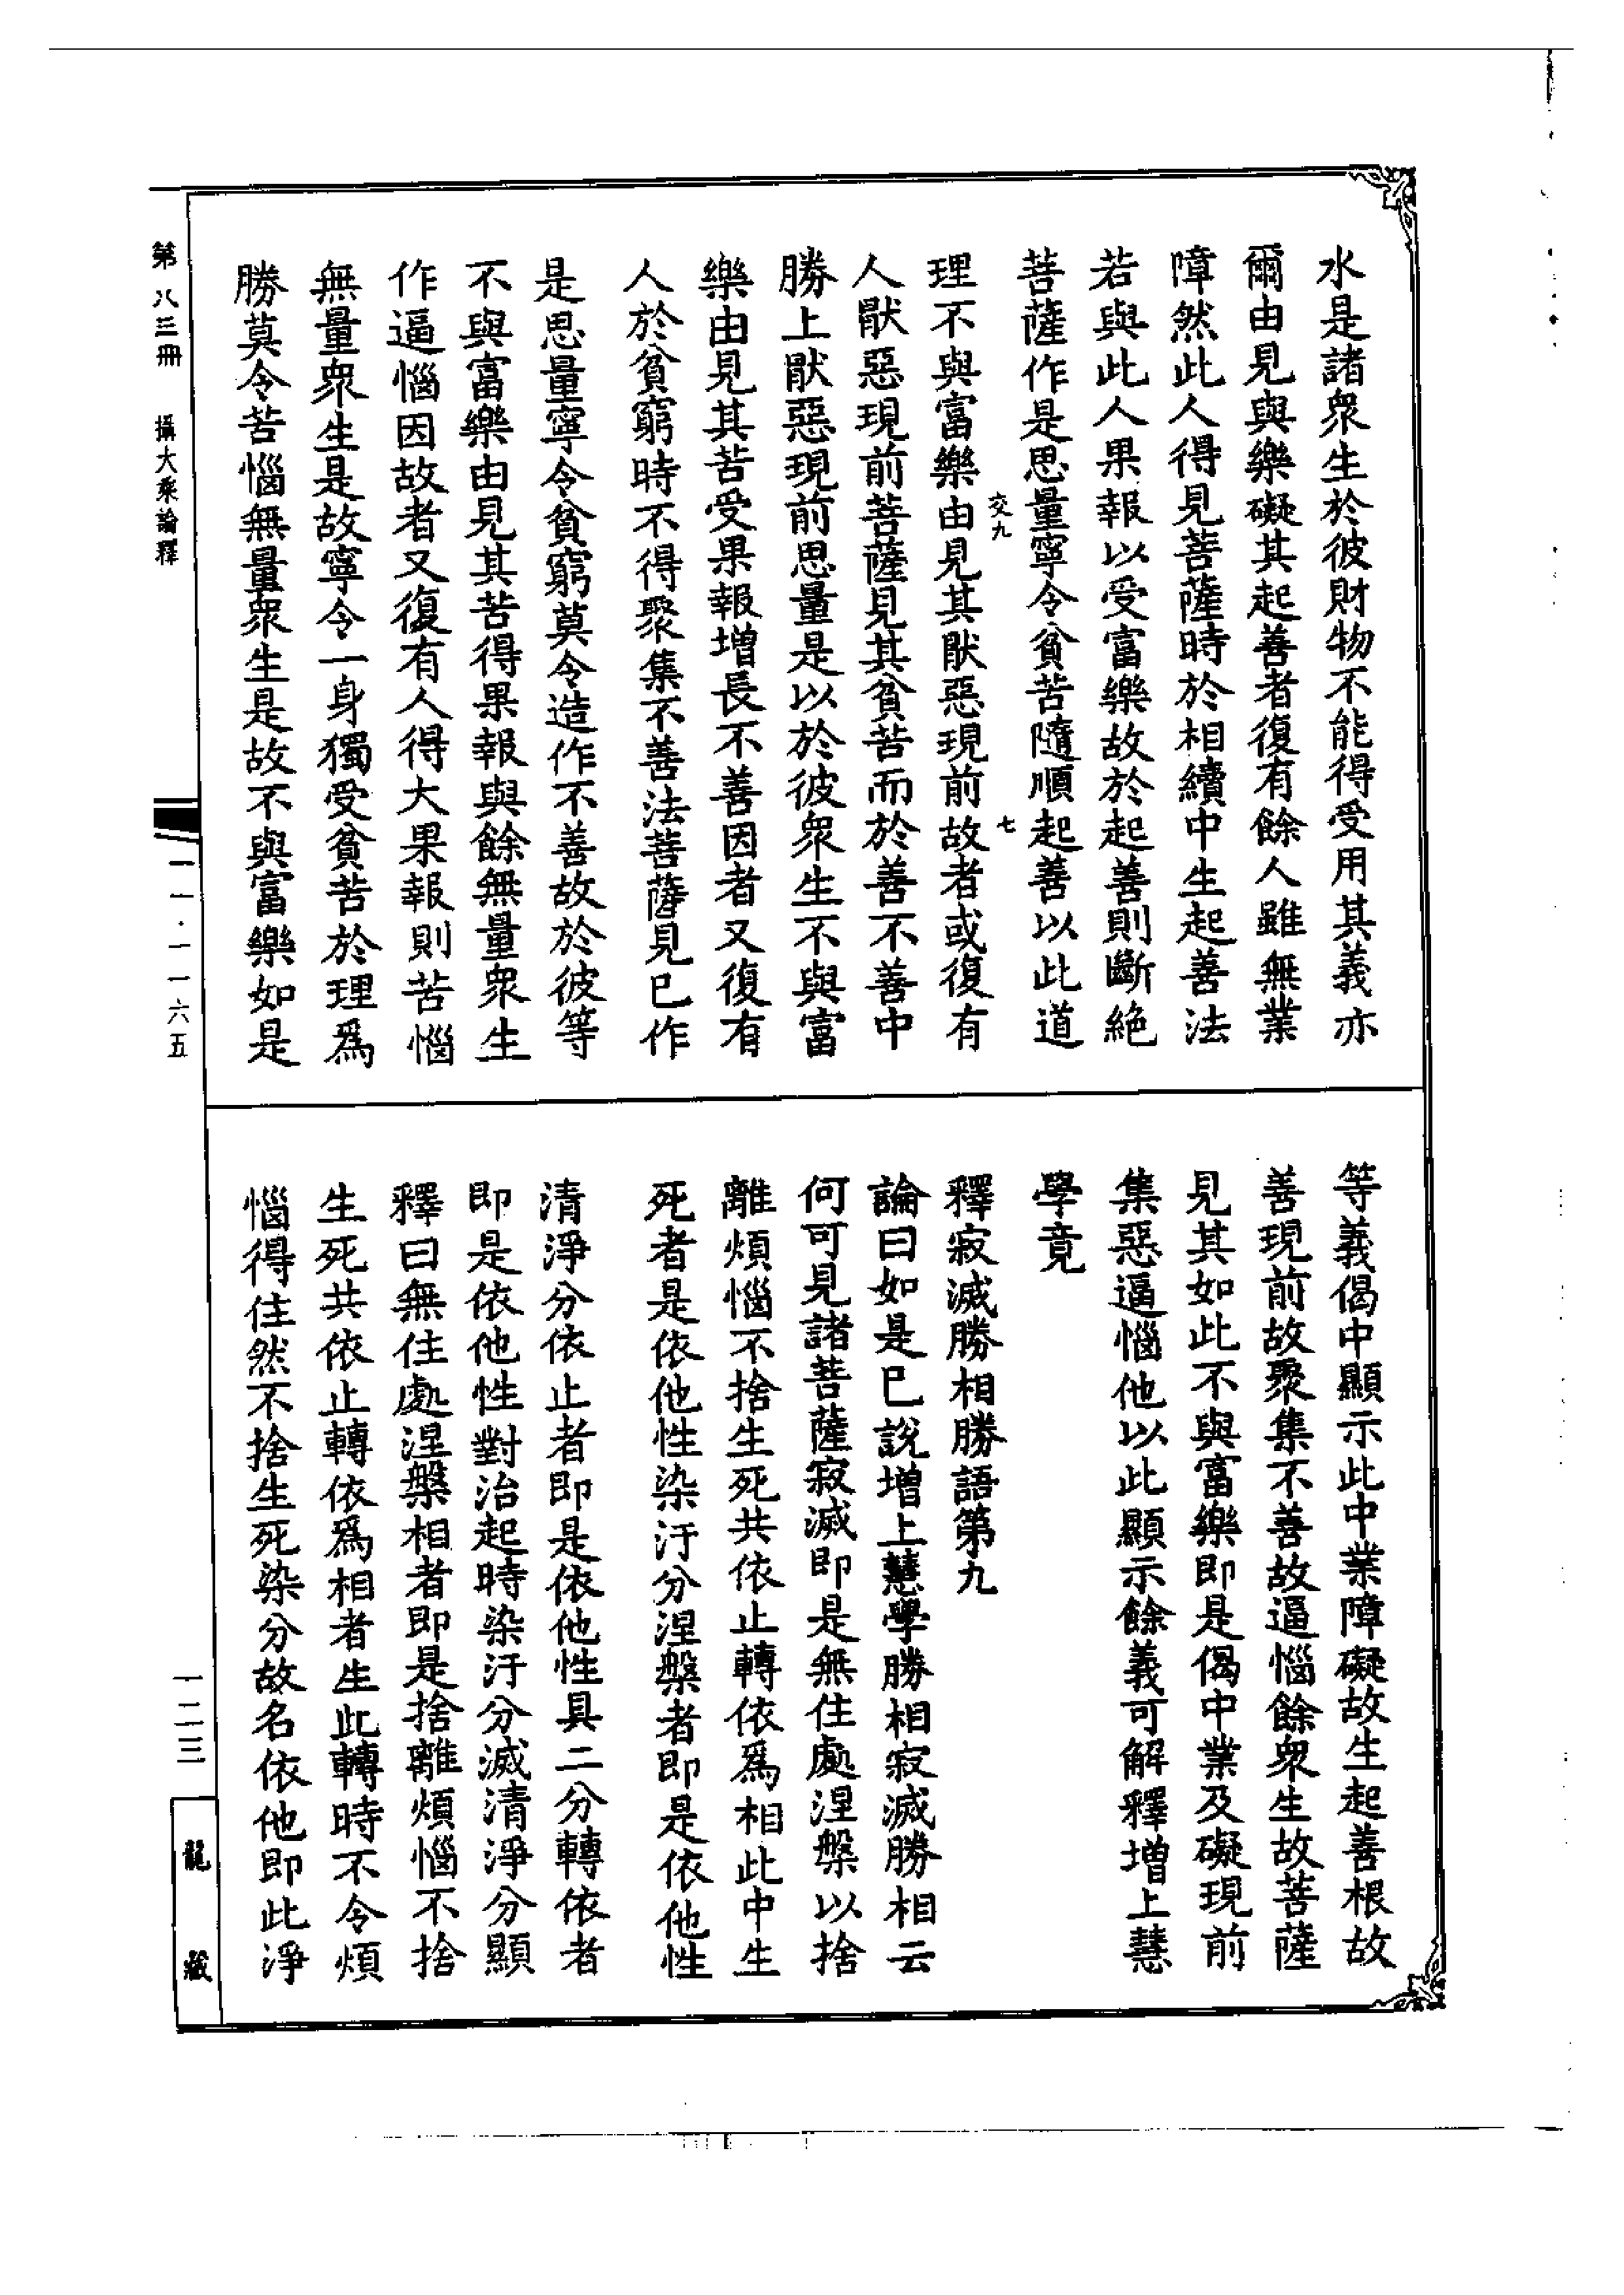 水是諸衆生於彼財物不能得受用其義亦
爾由見與樂礙其起善者復有餘人雖無業
障然此人得見菩薩時於相續中生起善法
若與此人果報以受富樂故於起善則斷絕
菩薩作是思量寧令貧苦隨順起善以此道
交九
七
理不與富樂由見其猒惡現前故者或復有
人猒惡現前菩薩見其貧苦而於善不善中
勝上猒惡現前思量是以於彼衆生不與富
樂由見其苦受果報增長不善因者又復有
人於貧窮時不得聚集不善法菩薩見已作
是思量寧令貧窮莫令造作不善故於彼等
不與富樂由見其苦得果報與餘無量衆生
作逼惱因故者又復有人得大果報則苦惱
無量衆生是故寧令一身獨受貧苦於理爲
勝莫令苦惱無量衆生是故不與富樂如是
等義偈中顯示此中業障礙故生起善根故
善現前故聚集不善故逼惱餘衆生故菩薩
見其如此不與富樂即是偈中業及礙現前
集惡逼惱他以此顯示餘義可解釋增上慧
學竟
釋寂滅勝相勝語第九
論曰如是已說增上慧學勝相寂滅勝相云
何可見諸菩薩寂滅即是無住處涅槃以捨
離煩惱不捨生死共依止轉依爲相此中生
死者是依他性染汙分涅槃者即是依他性
清淨分依止者即是依他性具二分轉依者
即是依他性對治起時染汙分滅清淨分顯
釋曰無住處涅槃相者即是捨離煩惱不捨
生死共依止轉依爲相者生此轉時不令煩
惱得住然不捨生死染分故名依他即此淨
第八三冊 攝大乘論釋
一一·一一六五
一二三
龍藏